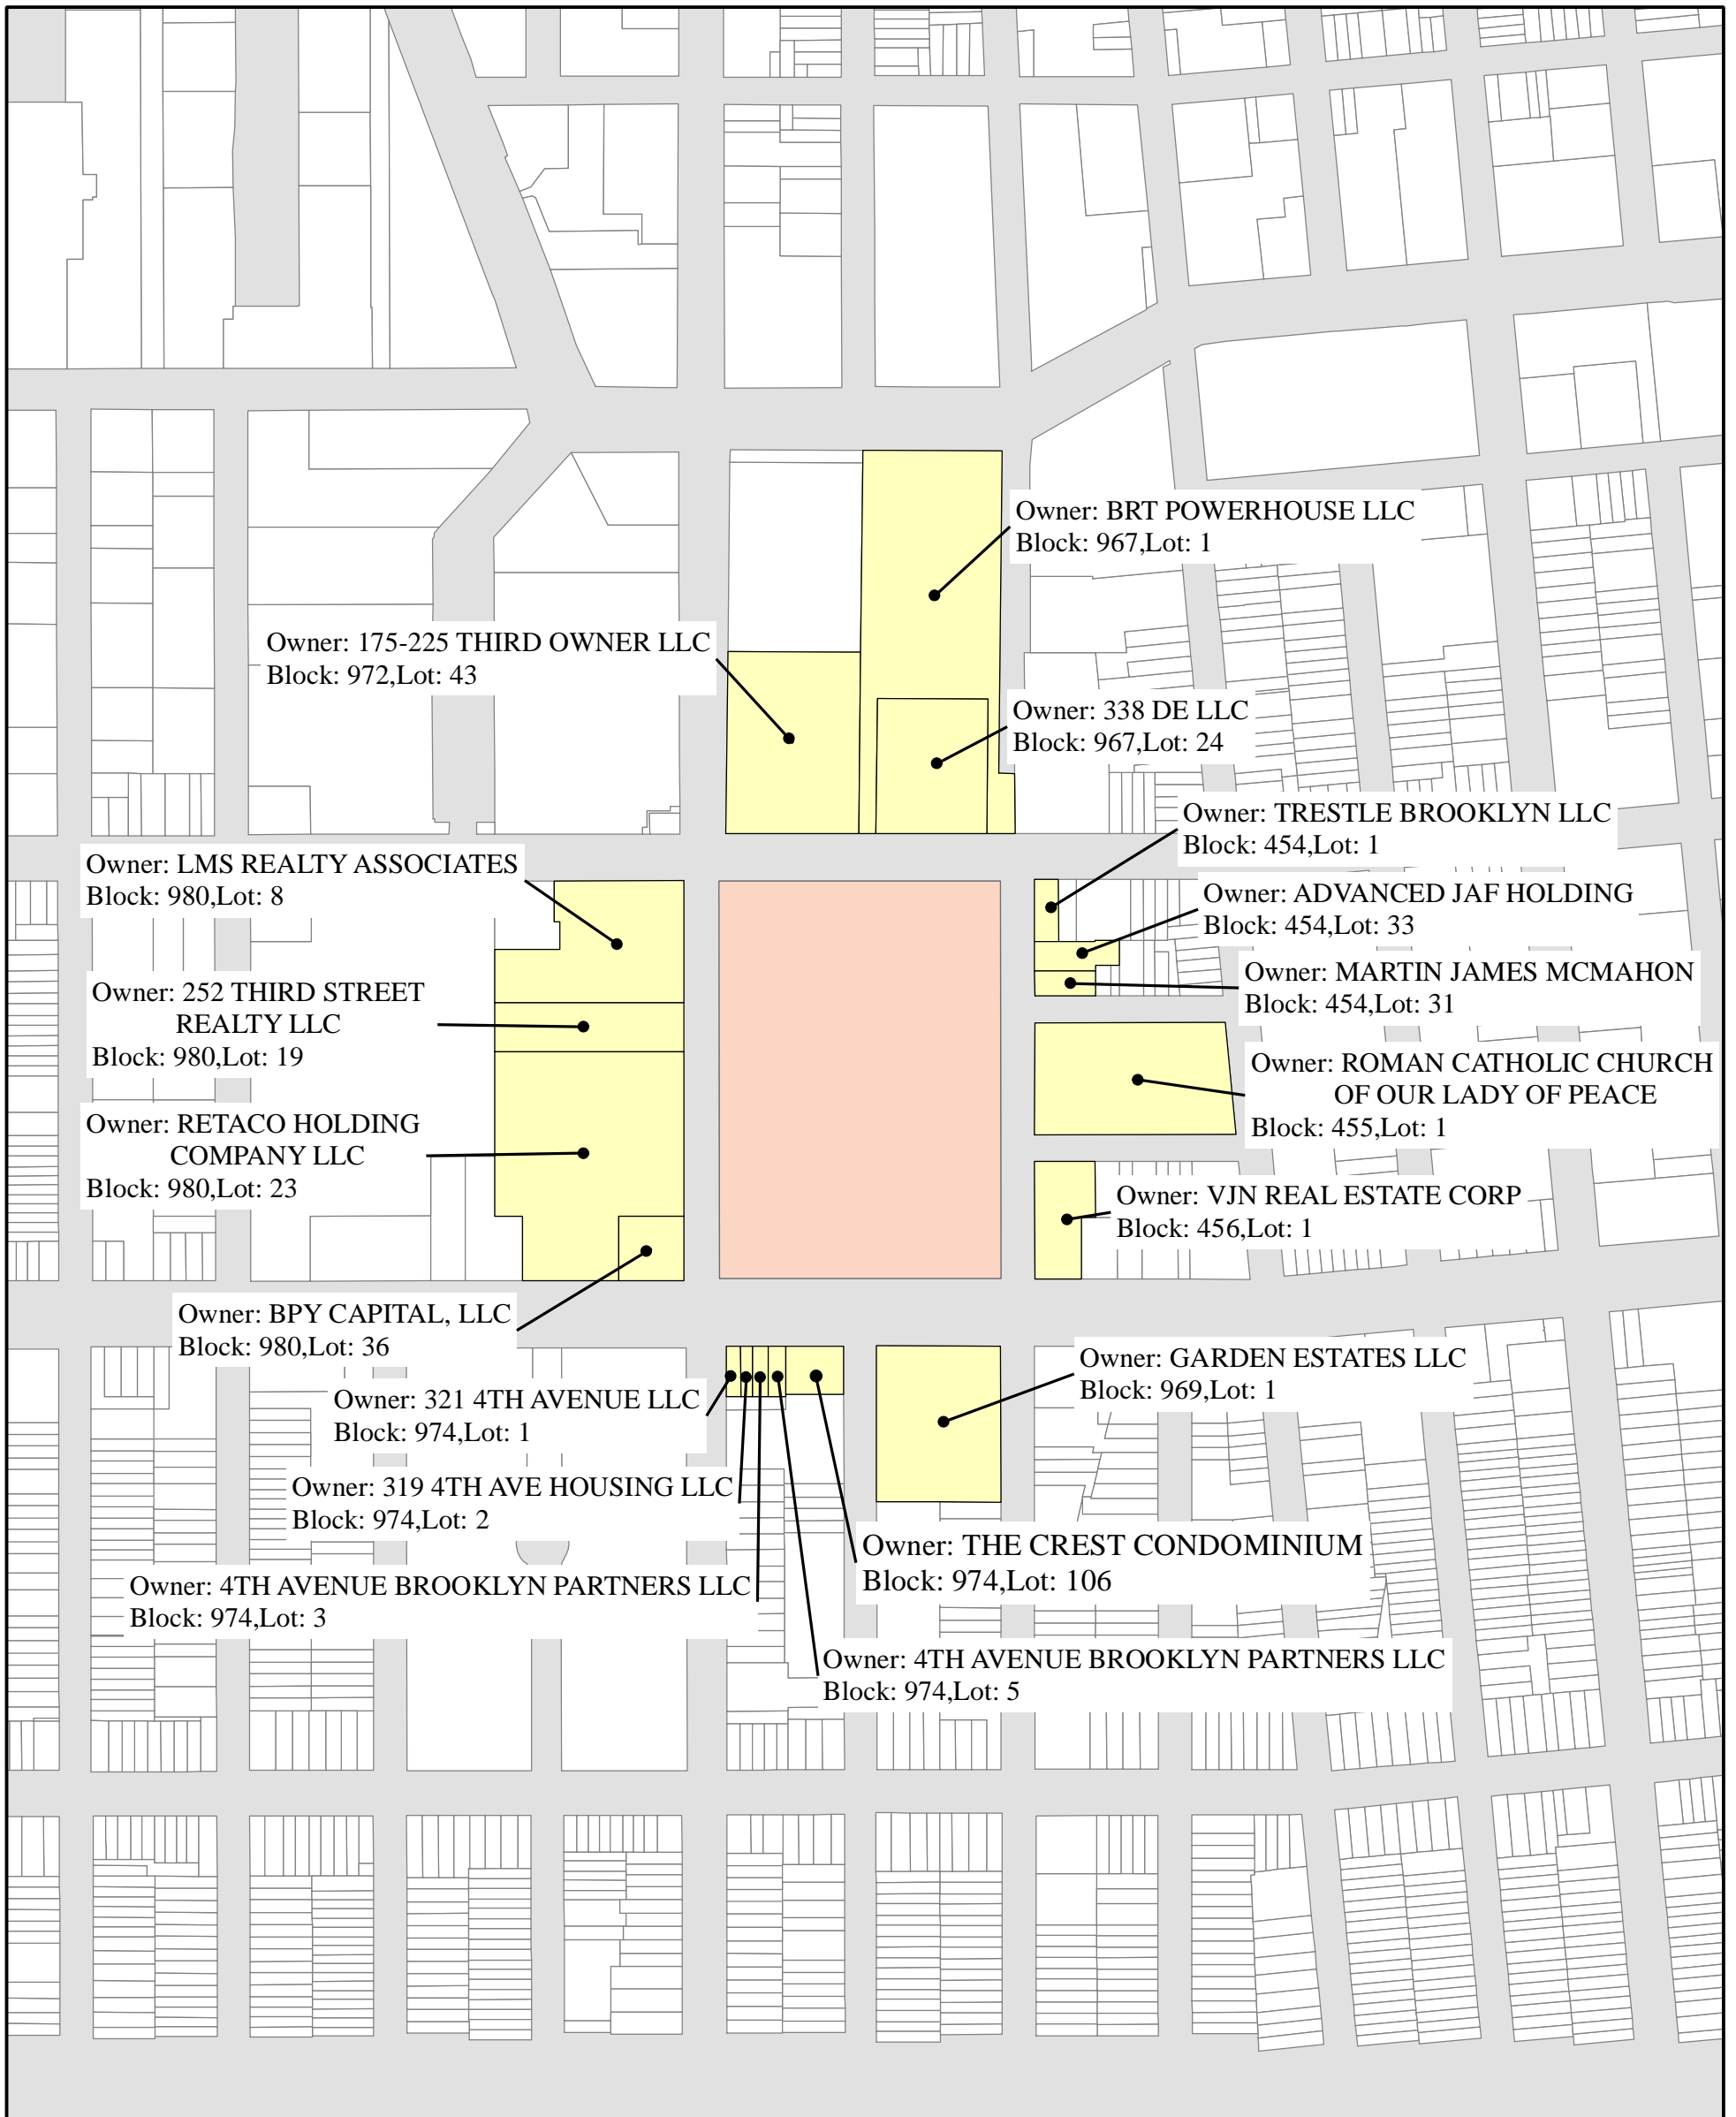 Owner: BRT POWERHOUSE LLC
Block: 967,Lot: 1
Owner: 175-225 THIRD OWNER LLC
Block: 972,Lot: 43
Owner: 338 DE LLC
Block: 967,Lot: 24
Owner: TRESTLE BROOKLYN LLC
Block: 454,Lot: 1
Owner: LMS REALTY ASSOCIATES
Block: 980,Lot: 8
Owner: ADVANCED JAF HOLDING
Block: 454,Lot: 33
Owner: MARTIN JAMES MCMAHON
Block: 454,Lot: 31
Owner: 252 THIRD STREET
REALTY LLC
Block: 980,Lot: 19
Owner: ROMAN CATHOLIC CHURCH
OF OUR LADY OF PEACE
Block: 455,Lot: 1
Owner: RETACO HOLDING
COMPANY LLC
Block: 980,Lot: 23
Owner: VJN REAL ESTATE CORP
Block: 456,Lot: 1
Owner: BPY CAPITAL, LLC
Block: 980,Lot: 36
Owner: GARDEN ESTATES LLC
Block: 969,Lot: 1
Owner: 321 4TH AVENUE LLC
Block: 974,Lot: 1
Owner: 319 4TH AVE HOUSING LLC
Block: 974,Lot: 2
Owner: THE CREST CONDOMINIUM
Block: 974,Lot: 106
Owner: 4TH AVENUE BROOKLYN PARTNERS LLC
Block: 974,Lot: 3
Owner: 4TH AVENUE BROOKLYN PARTNERS LLC
Block: 974,Lot: 5